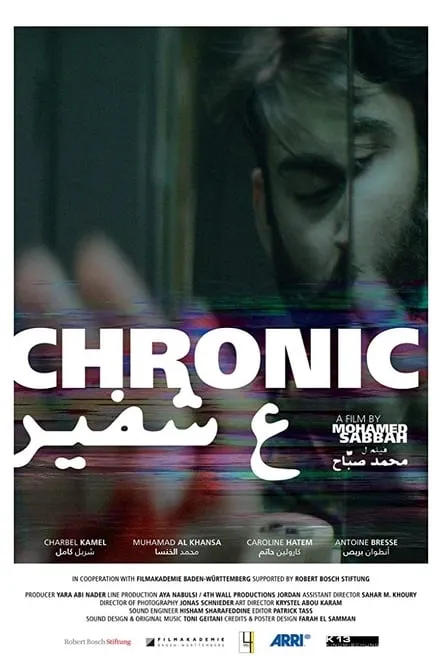 CHRONIC
ع شفير
A FILM BY
MOHAMED
SABBAH
فيلم ل
محمد صبّاح
CHARBEL KAMEL MUHAMAD AL KHANSA CAROLINE HATEM ANTOINE BRESSE
شربل كامل محمد الخنسا كارولين حاتم أنطوان بريص
IN COOPERATION WITH FILMAKADEMIE BADEN-WÜRTTEMBERG SUPPORTED BY ROBERT BOSCH STIFTUNG
PRODUCER YARA ABI NADER LINE PRODUCTION AYA NABULSI / 4TH WALL PRODUCTIONS JORDAN ASSISTANT DIRECTOR SAHAR M. KHOURY
DIRECTOR OF PHOTOGRAPHY JONAS SCHNIEDER ART DIRECTOR KRYSTEL ABOU KARAM
SOUND ENGINEER HISHAM SHARAFEDDINE EDITOR PATRICK TASS
SOUND DESIGN & ORIGINAL MUSIC TONI GEITANI CREDITS & POSTER DESIGN FARAH EL SAMMAN
Robert Bosch Stiftung FILMAKADEMIE ARRI K13
BADEN-WÜRTTEMBERG